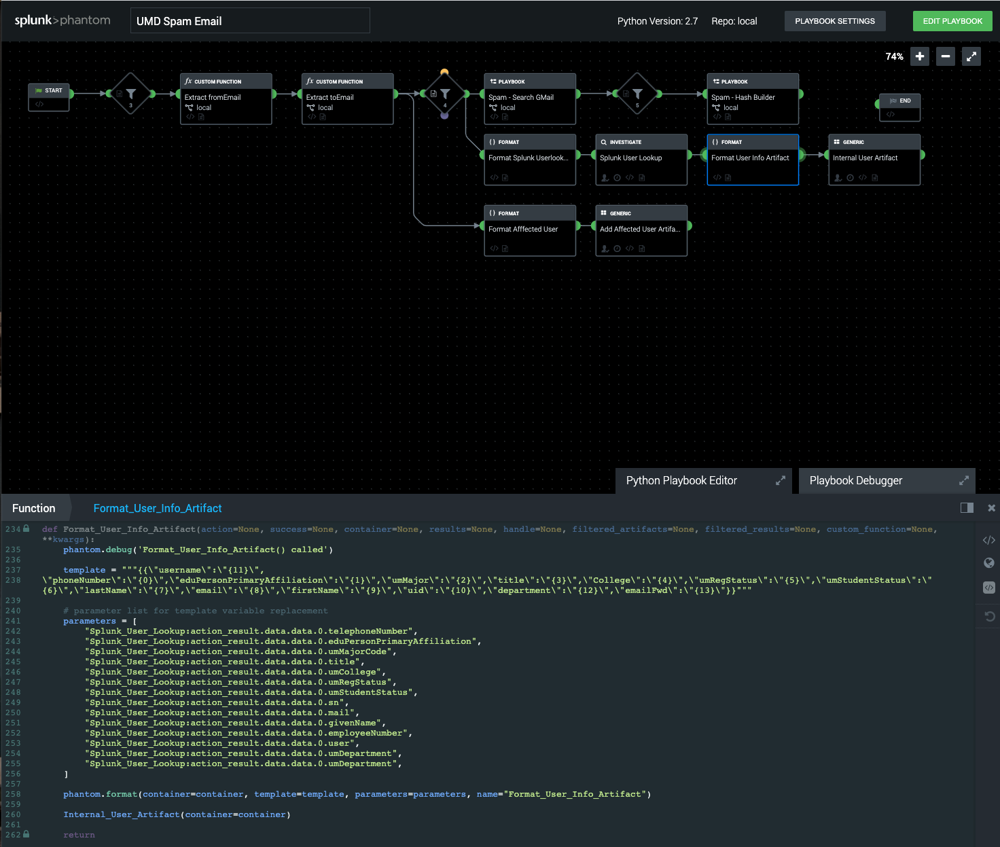 splunk>phantom
UMD Spam Email
Python Version: 2.7
Repo: local
PLAYBOOK SETTINGS
EDIT PLAYBOOK
74%
START
3
CUSTOM FUNCTION
Extract fromEmail
local
CUSTOM FUNCTION
Extract toEmail
local
4
PLAYBOOK
Spam - Search GMail
local
5
PLAYBOOK
Spam - Hash Builder
local
END
FORMAT
Format Splunk Userlook...
INVESTIGATE
Splunk User Lookup
FORMAT
Format User Info Artifact
GENERIC
Internal User Artifact
FORMAT
Format Afffected User
GENERIC
Add Affected User Artifa...
Python Playbook Editor
Playbook Debugger
Function
Format_User_Info_Artifact
234 def Format_User_Info_Artifact(action=None, success=None, container=None, results=None, handle=None, filtered_artifacts=None, filtered_results=None, custom_function=None,
**kwargs):
235 phantom.debug('Format_User_Info_Artifact() called')
236
237 template = """{{\"username\":\"{11}\",
238 \"phoneNumber\":\"{0}\",\"eduPersonPrimaryAffiliation\":\"{1}\",\"umMajor\":\"{2}\",\"title\":\"{3}\",\"College\":\"{4}\",\"umRegStatus\":\"{5}\",\"umStudentStatus\":\"
{6}\",\"lastName\":\"{7}\",\"email\":\"{8}\",\"firstName\":\"{9}\",\"uid\":\"{10}\",\"department\":\"{12}\",\"emailFwd\":\"{13}\"}}"""
239
240 # parameter list for template variable replacement
241 parameters = [
242 "Splunk_User_Lookup:action_result.data.data.0.telephoneNumber",
243 "Splunk_User_Lookup:action_result.data.data.0.eduPersonPrimaryAffiliation",
244 "Splunk_User_Lookup:action_result.data.data.0.umMajorCode",
245 "Splunk_User_Lookup:action_result.data.data.0.title",
246 "Splunk_User_Lookup:action_result.data.data.0.umCollege",
247 "Splunk_User_Lookup:action_result.data.data.0.umRegStatus",
248 "Splunk_User_Lookup:action_result.data.data.0.umStudentStatus",
249 "Splunk_User_Lookup:action_result.data.data.0.sn",
250 "Splunk_User_Lookup:action_result.data.data.0.mail",
251 "Splunk_User_Lookup:action_result.data.data.0.givenName",
252 "Splunk_User_Lookup:action_result.data.data.0.employeeNumber",
253 "Splunk_User_Lookup:action_result.data.data.0.user",
254 "Splunk_User_Lookup:action_result.data.data.0.umDepartment",
255 "Splunk_User_Lookup:action_result.data.data.0.umDepartment",
256 ]
257
258 phantom.format(container=container, template=template, parameters=parameters, name="Format_User_Info_Artifact")
259
260 Internal_User_Artifact(container=container)
261
262 return